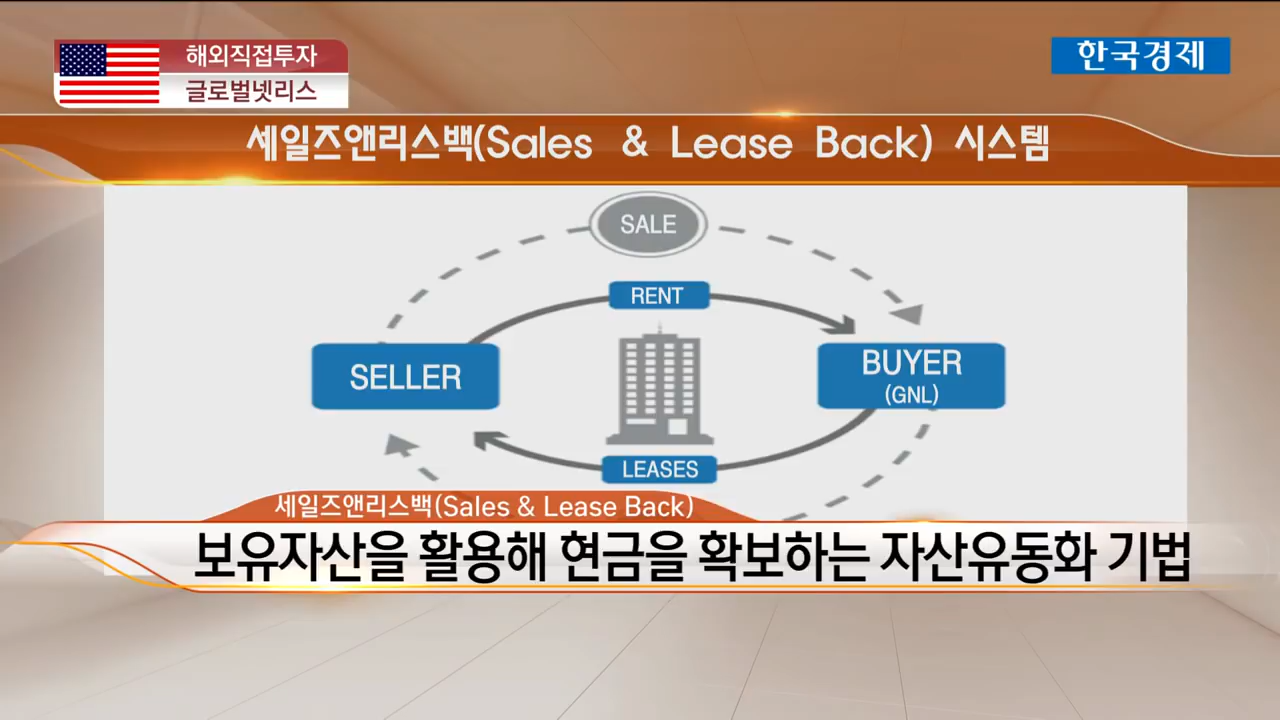 해외직접투자
글로벌넷리스
한국경제
세일즈앤리스백(Sales & Lease Back) 시스템
SALE
RENT
SELLER
BUYER
(GNL)
LEASES
세일즈앤리스백(Sales & Lease Back)
보유자산을 활용해 현금을 확보하는 자산유동화 기법